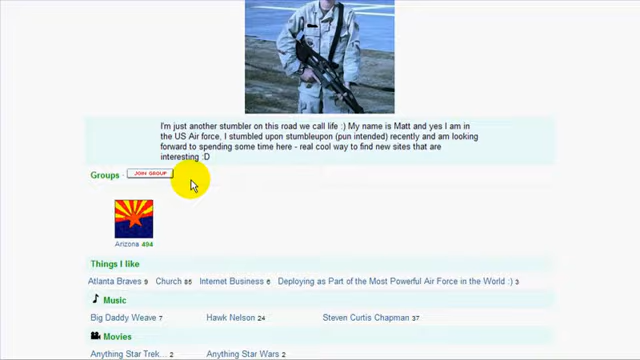 I'm just another stumbler on this road we call life :) My name is Matt and yes I am in
the US Air force, I stumbled upon stumbleupon (pun intended) recently and am looking
forward to spending some time here - real cool way to find new sites that are
interesting :D
Groups - JOIN GROUP
Arizona 494
Things I like
Atlanta Braves 9 Church 85 Internet Business 6 Deploying as Part of the Most Powerful Air Force in the World :) 3
Music
Big Daddy Weave 7 Hawk Nelson 24 Steven Curtis Chapman 37
Movies
Anything Star Trek... 2 Anything Star Wars 2